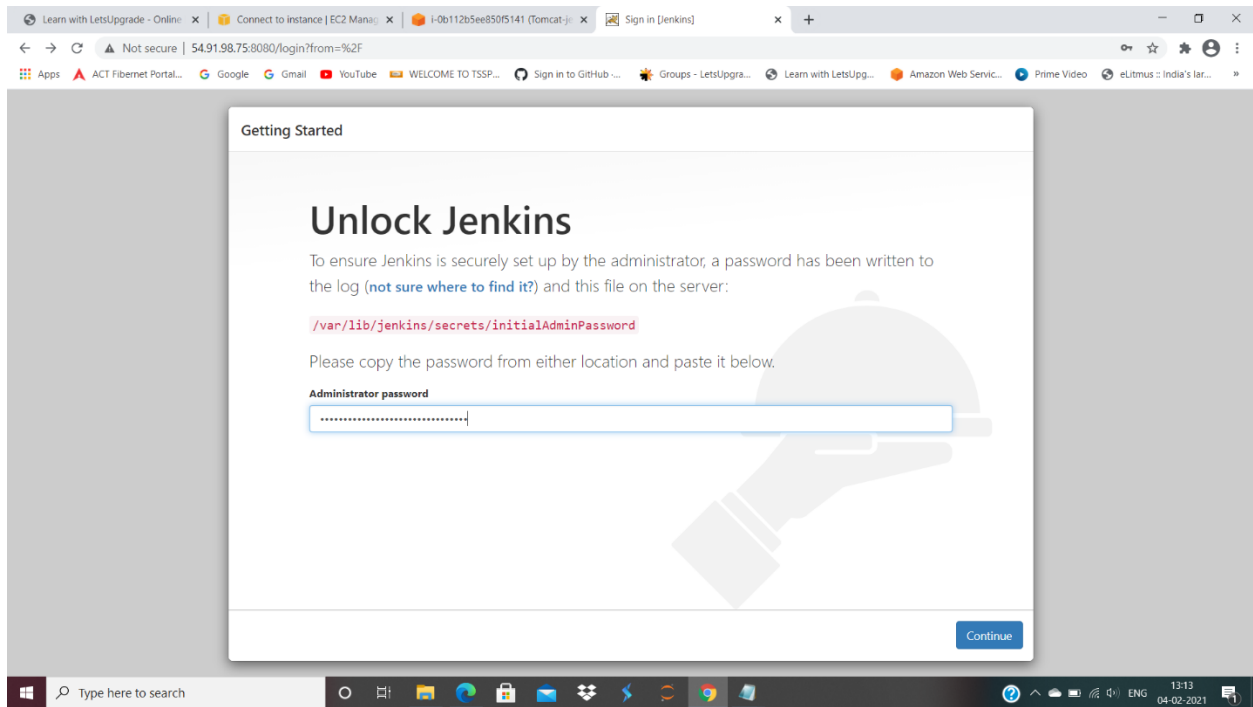 Learn with LetsUpgrade - Online
Connect to instance | EC2 Manag
i-0b112b5ee850f5141 (Tomcat-je
Sign in [Jenkins]
Not secure | 54.91.98.75:8080/login?from=%2F
Apps
ACT Fibernet Portal...
Google
Gmail
YouTube
WELCOME TO TSSP...
Sign in to GitHub ·...
Groups - LetsUpgra...
Learn with LetsUpg...
Amazon Web Servic...
Prime Video
eLitmus :: India's lar...
»
Getting Started
Unlock Jenkins
To ensure Jenkins is securely set up by the administrator, a password has been written to
the log (not sure where to find it?) and this file on the server:
/var/lib/jenkins/secrets/initialAdminPassword
Please copy the password from either location and paste it below.
Administrator password
Continue
Type here to search
ENG
13:13
04-02-2021